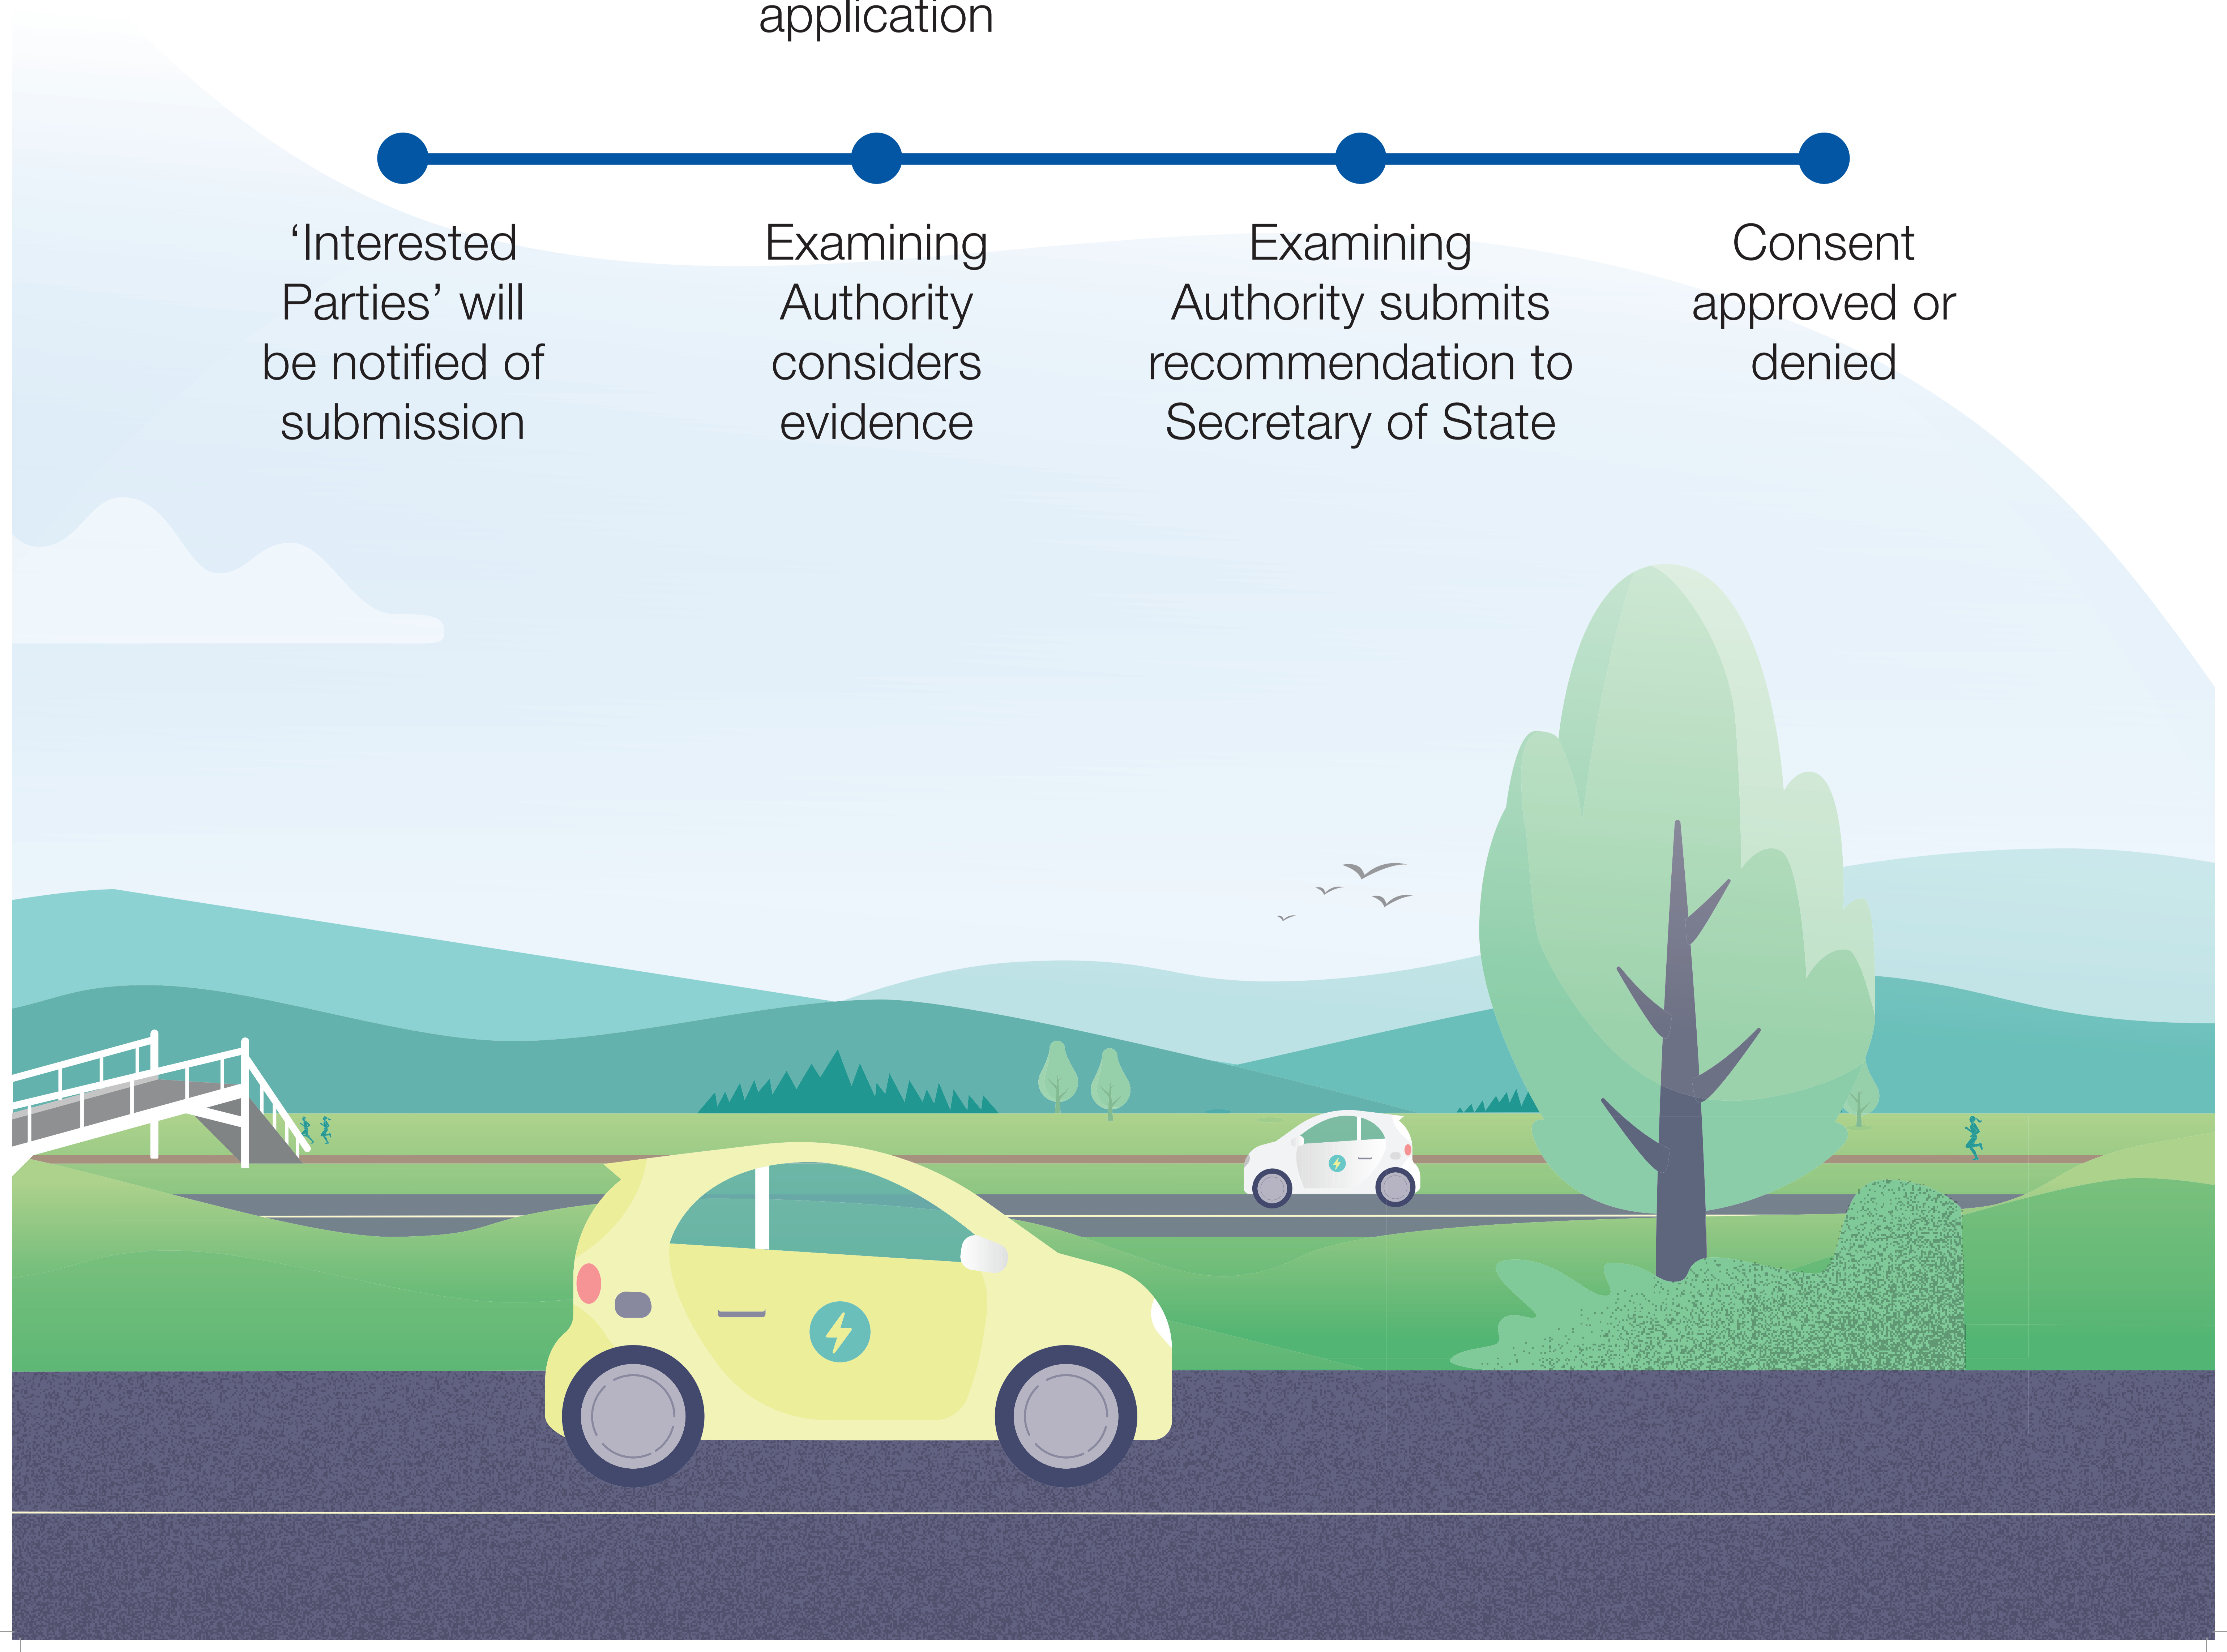 application
‘Interested
Parties’ will
be notified of
submission
Examining
Authority
considers
evidence
Examining
Authority submits
recommendation to
Secretary of State
Consent
approved or
denied